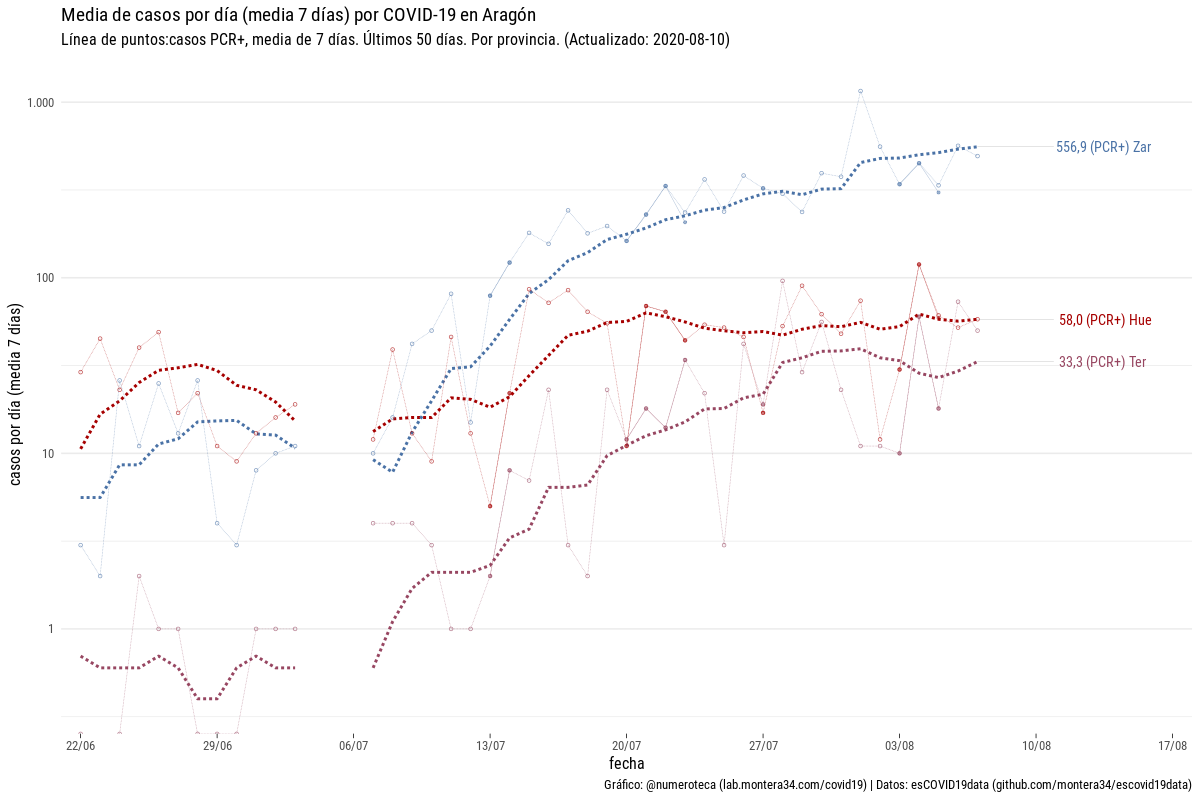 Media de casos por día (media 7 días) por COVID-19 en Aragón
Línea de puntos:casos PCR+, media de 7 días. Últimos 50 días. Por provincia. (Actualizado: 2020-08-10)
casos por día (media 7 días)
1.000
100
10
1
556,9 (PCR+) Zar
58,0 (PCR+) Hue
33,3 (PCR+) Ter
22/06
29/06
06/07
13/07
20/07
27/07
03/08
10/08
17/08
fecha
Gráfico: @numeroteca (lab.montera34.com/covid19) | Datos: esCOVID19data (github.com/montera34/escovid19data)